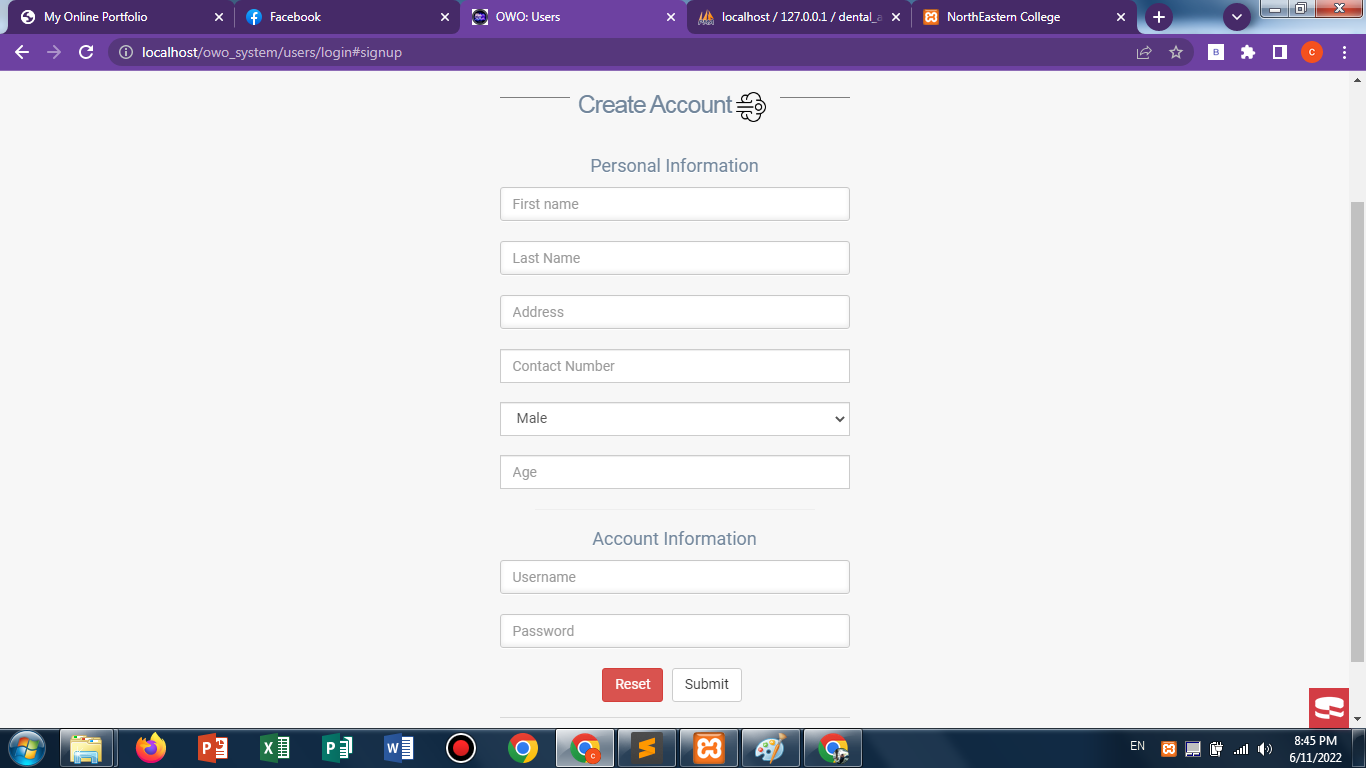 My Online Portfolio
Facebook
OWO: Users
localhost / 127.0.0.1 / dental_a
NorthEastern College
localhost/owo_system/users/login#signup
B
C
Create Account
Personal Information
First name
Last Name
Address
Contact Number
Male
Age
Account Information
Username
Password
Reset
Submit
EN
8:45 PM
6/11/2022